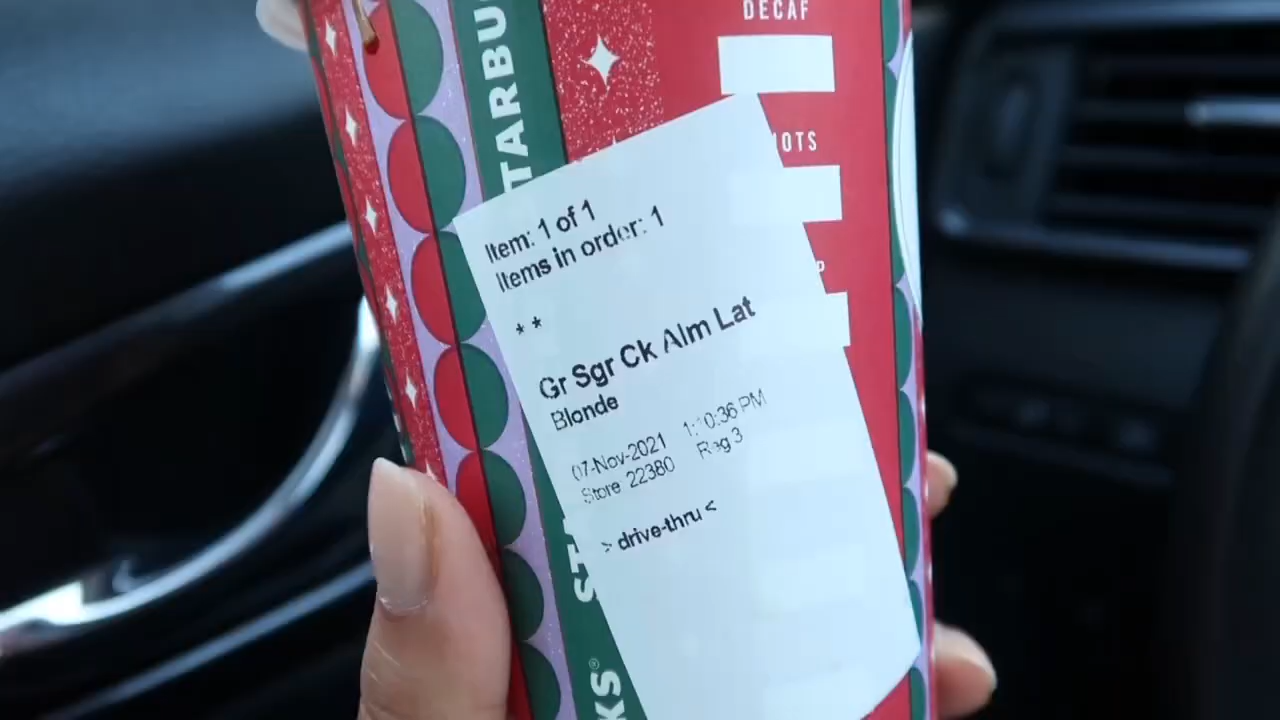 DECAF
STARBU
OTS
P
Item: 1 of 1
Items in order: 1
**
Gr Sgr Ck Alm Lat
Blonde
07-Nov-2021 1:10:36 PM
Store 22380 Reg 3
> drive-thru <
ST
KS®